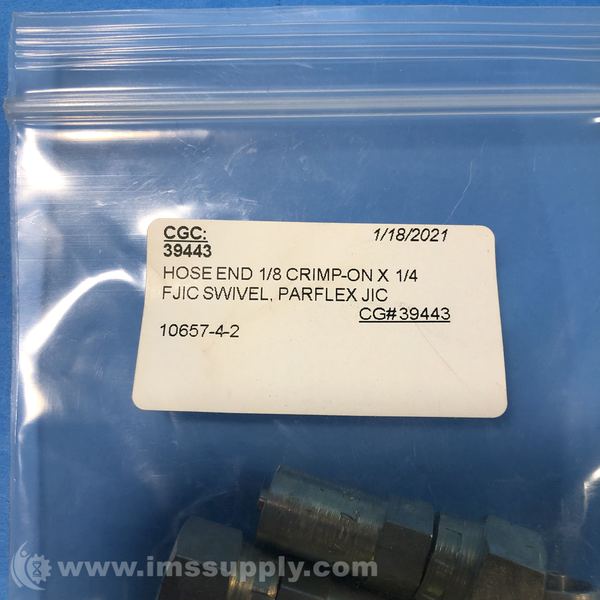 CGC: 1/18/2021
39443
HOSE END 1/8 CRIMP-ON X 1/4
FJIC SWIVEL, PARFLEX JIC
CG# 39443
10657-4-2
www.imssupply.com